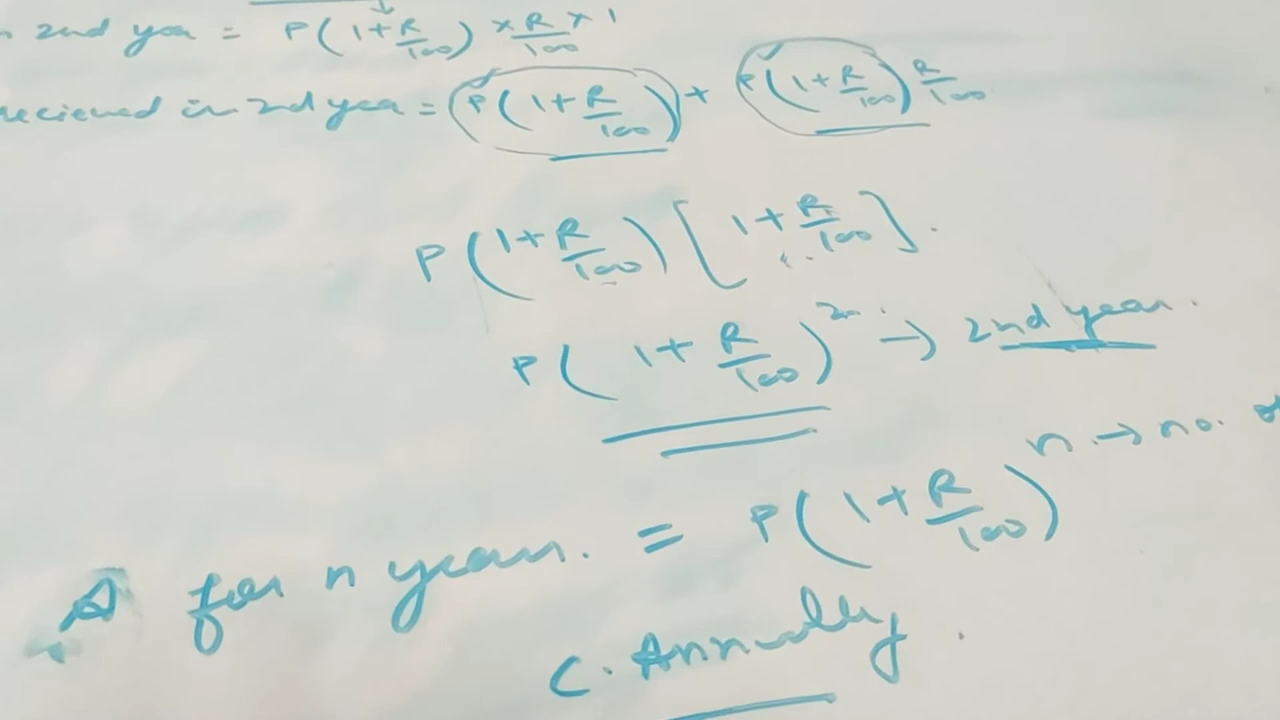 2nd year = P(1+R/100) × R/100 × 1
recieved in 2nd year = P(1+R/100) + P(1+R/100) R/100
P(1+R/100)[1+R/100].
P(1+R/100)² → 2nd year.
A for n years. = P(1+R/100)ⁿ n → no. of
C. Annually.